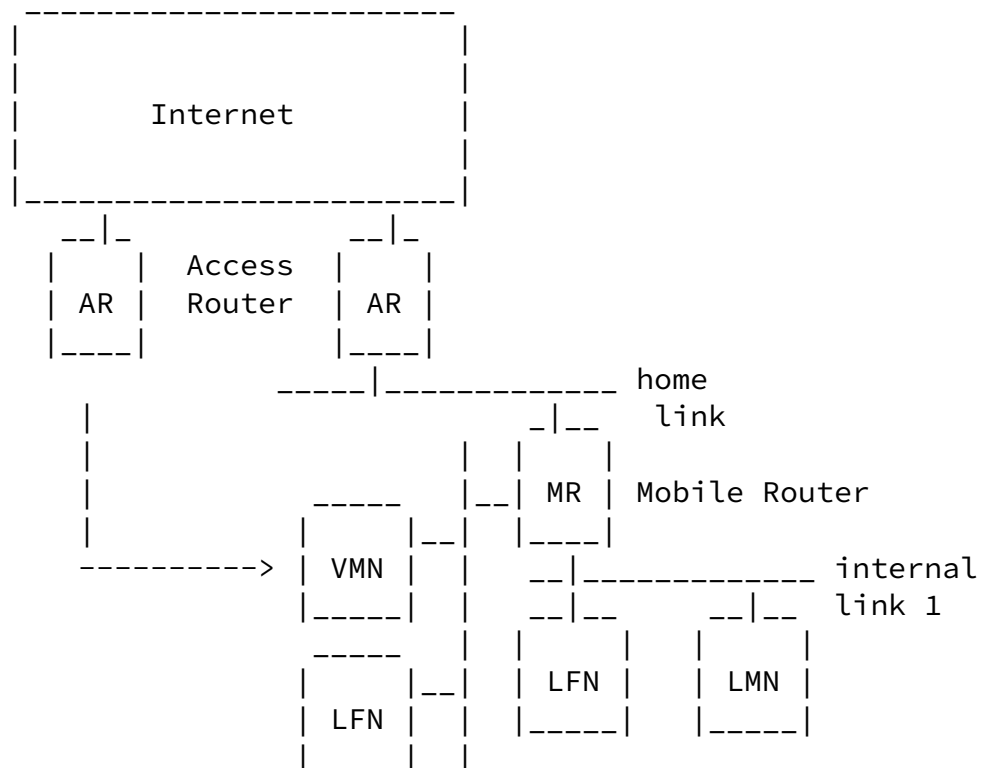 Internet
Access
AR Router AR
home
link
MR Mobile Router
VMN internal
link 1
LFN LMN
LFN